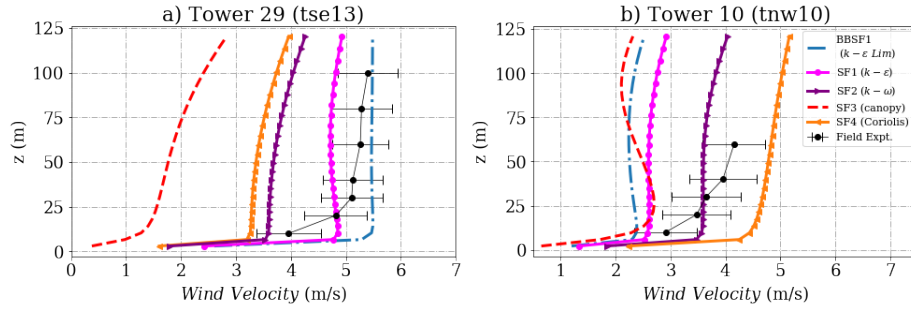 a) Tower 29 (tse13)
b) Tower 10 (tnw10)
125
100
75
50
25
0
z (m)
0 1 2 3 4 5 6 7
Wind Velocity (m/s)
125
100
75
50
25
0
z (m)
1 2 3 4 5 6 7
Wind Velocity (m/s)
BBSF1
(k − ε Lim)
SF1 (k − ε)
SF2 (k − ω)
SF3 (canopy)
SF4 (Coriolis)
Field Expt.